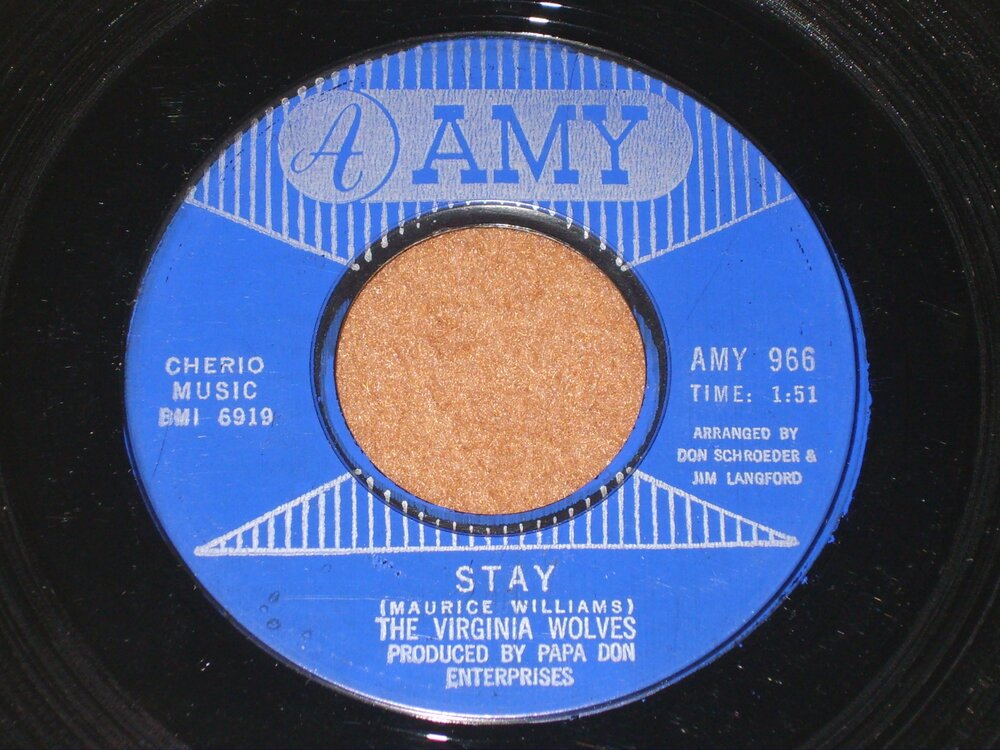 A AMY
CHERIO
MUSIC
BMI 6919
AMY 966
TIME: 1:51
ARRANGED BY
DON SCHROEDER &
JIM LANGFORD
STAY
(MAURICE WILLIAMS)
THE VIRGINIA WOLVES
PRODUCED BY PAPA DON
ENTERPRISES